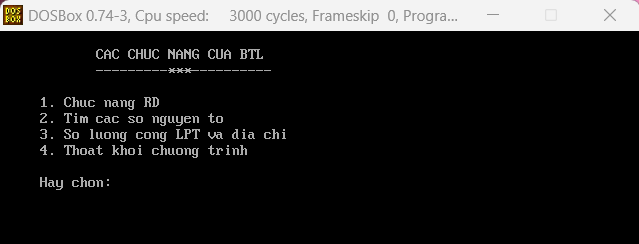 DOS BOX
DOSBox 0.74-3, Cpu speed: 3000 cycles, Frameskip 0, Progra...
CAC CHUC NANG CUA BTL
---------***----------
1. Chuc nang RD
2. Tim cac so nguyen to
3. So luong cong LPT va dia chi
4. Thoat khoi chuong trinh
Hay chon: